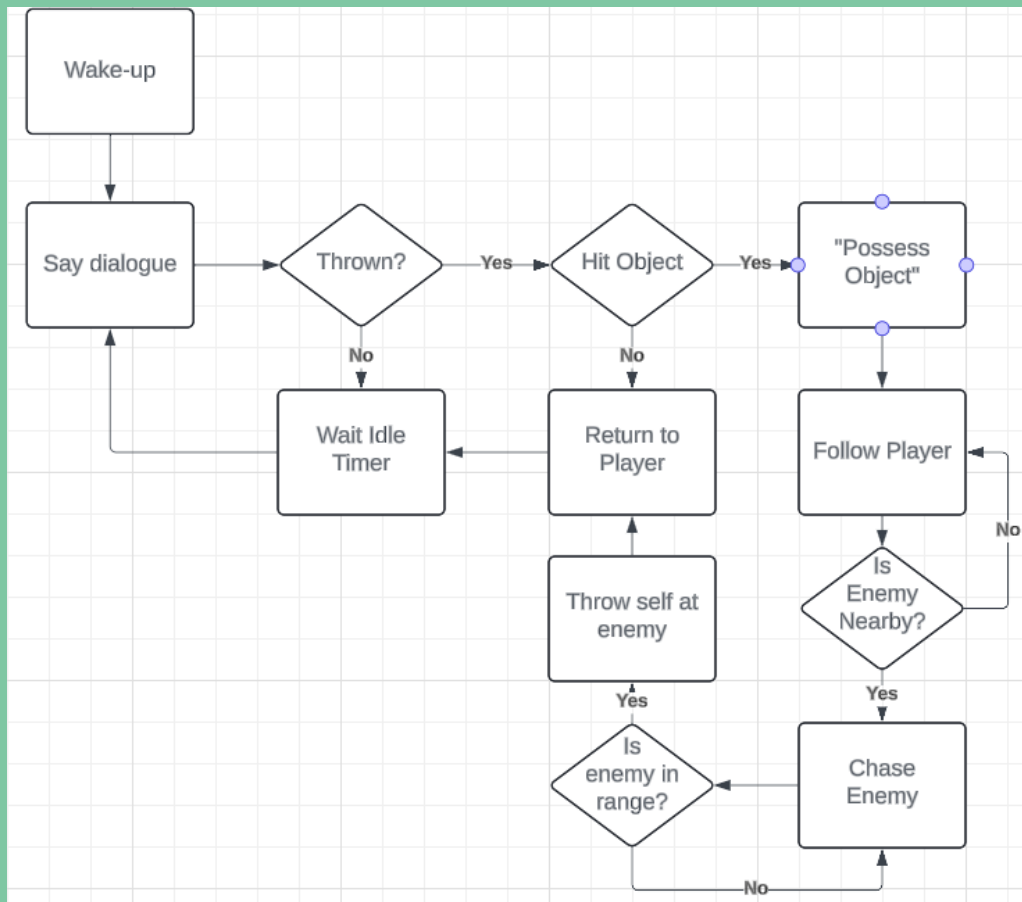 Wake-up
Say dialogue
Thrown?
Yes
Hit Object
Yes
"Possess
Object"
No
No
Wait Idle
Timer
Return to
Player
Follow Player
No
Is
Enemy
Nearby?
Throw self at
enemy
Yes
Yes
Is
enemy in
range?
Chase
Enemy
No